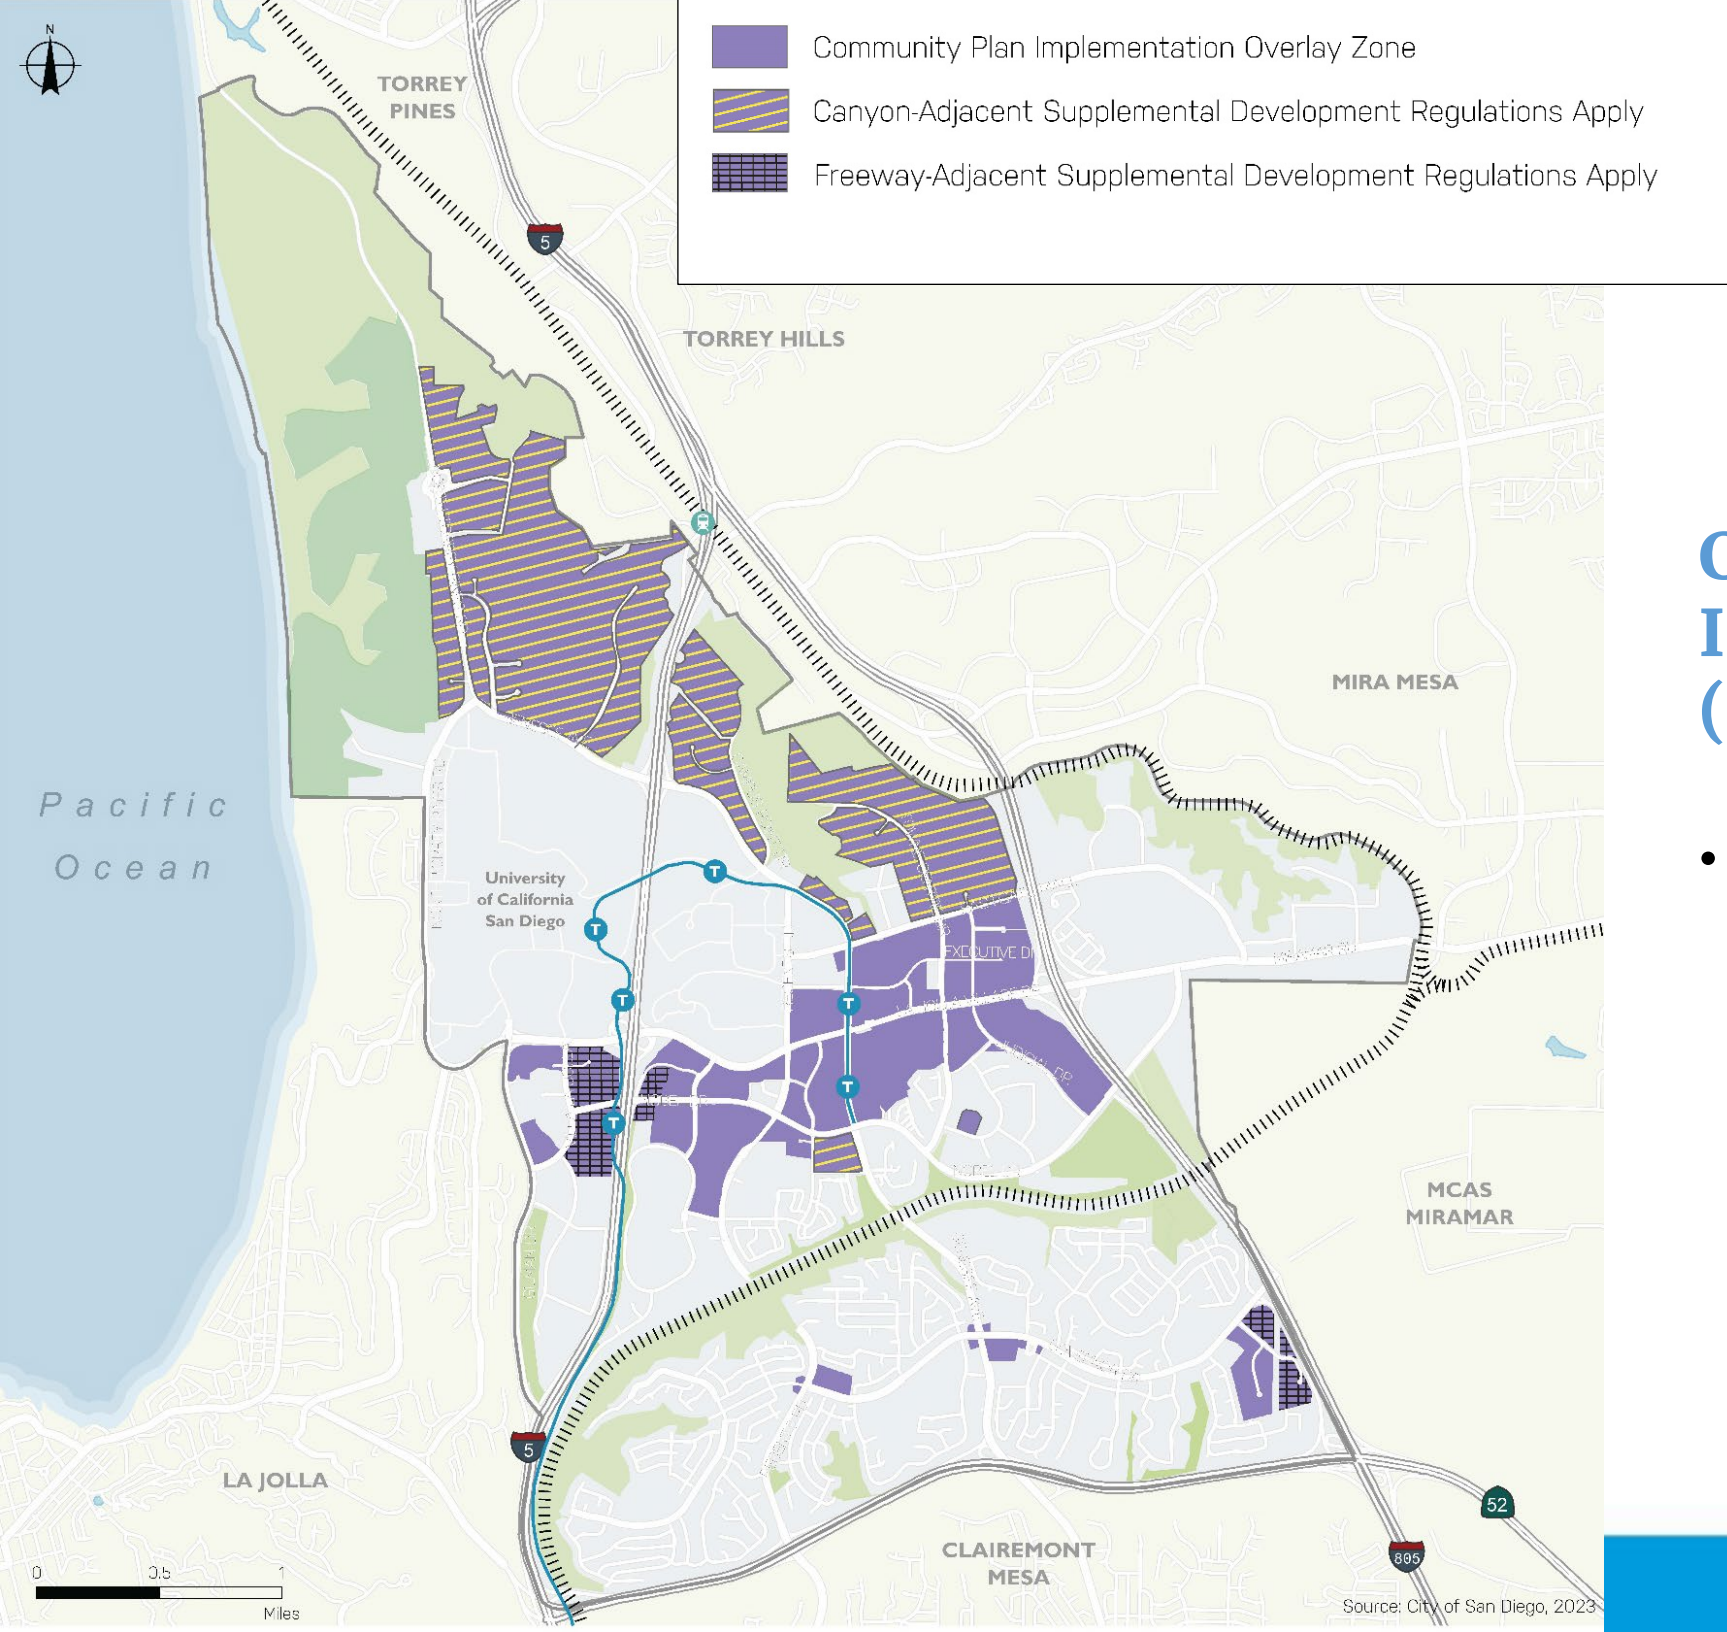 Community Plan Implementation Overlay Zone
Canyon-Adjacent Supplemental Development Regulations Apply
Freeway-Adjacent Supplemental Development Regulations Apply
N
TORREY
PINES
5
TORREY HILLS
MIRA MESA
Pacific
Ocean
University
of California
San Diego
T
T
T
T
T
T
EXECUTIVE DR
MCAS
MIRAMAR
5
LA JOLLA
52
805
CLAIREMONT
MESA
0 0.5 1
Miles
Source: City of San Diego, 2023
I
(
•